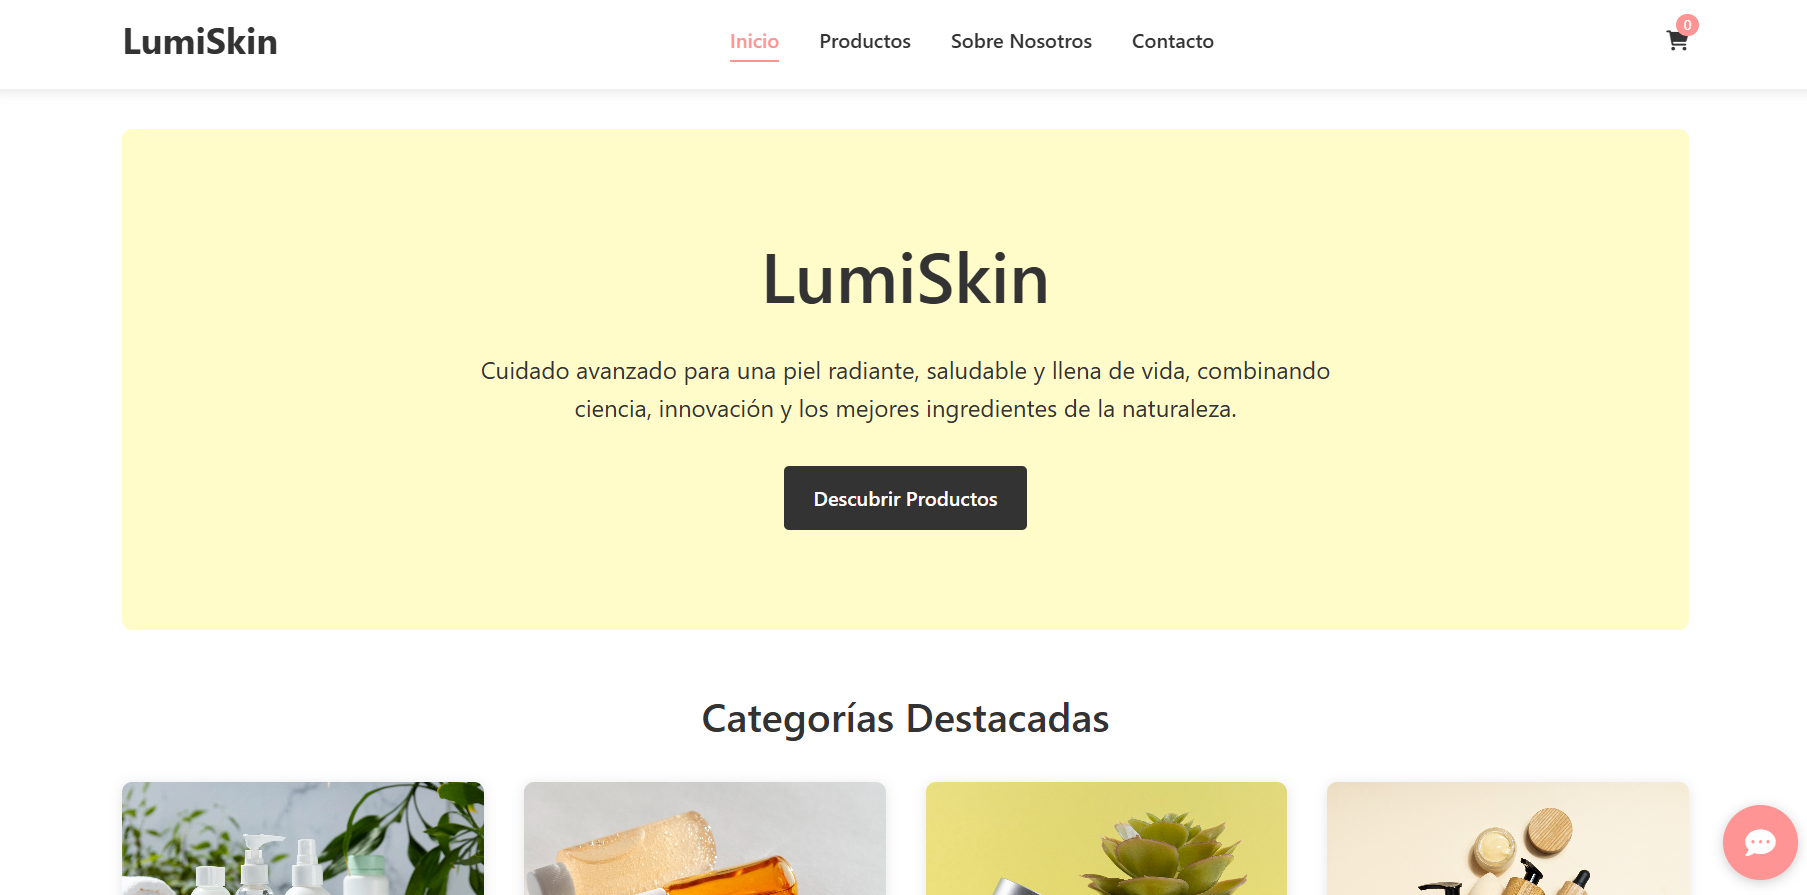 LumiSkin
Inicio
Productos
Sobre Nosotros
Contacto
0
LumiSkin
Cuidado avanzado para una piel radiante, saludable y llena de vida, combinando
ciencia, innovación y los mejores ingredientes de la naturaleza.
Descubrir Productos
Categorías Destacadas